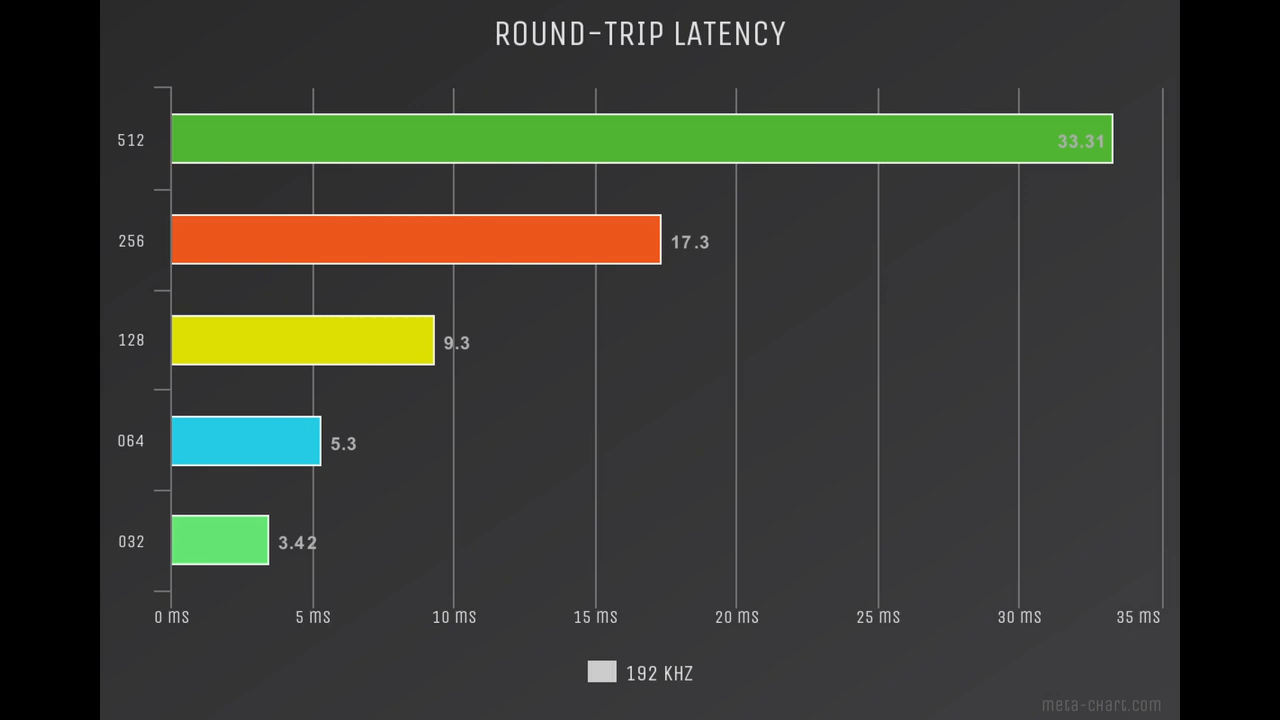 ROUND-TRIP LATENCY
512
33.31
256
17.3
128
9.3
064
5.3
032
3.42
0 ms 5 ms 10 ms 15 ms 20 ms 25 ms 30 ms 35 ms
192 KHZ
meta-chart.com